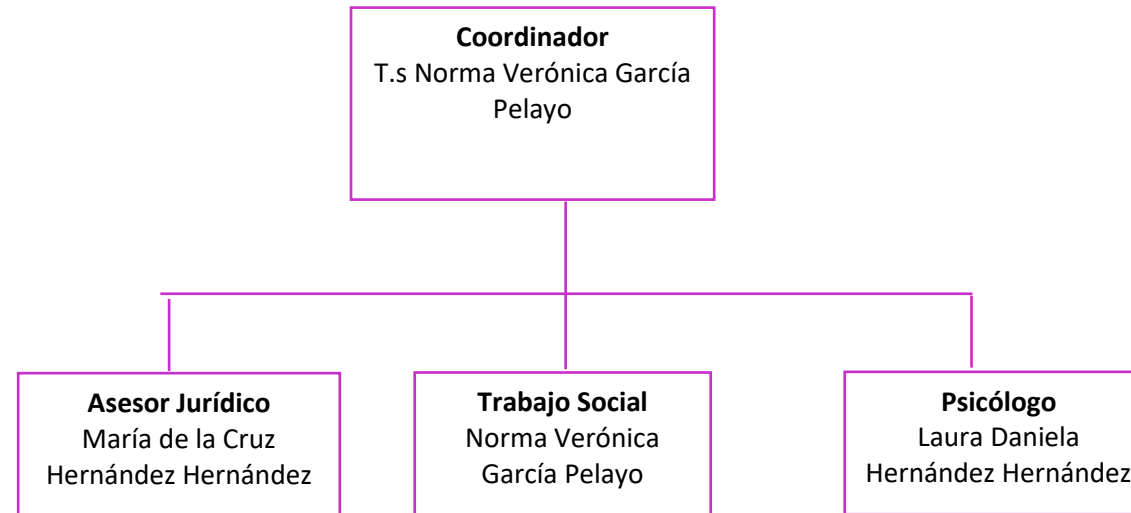 Coordinador
T.s Norma Verónica García
Pelayo
Asesor Jurídico
María de la Cruz
Hernández Hernández
Trabajo Social
Norma Verónica
García Pelayo
Psicólogo
Laura Daniela
Hernández Hernández